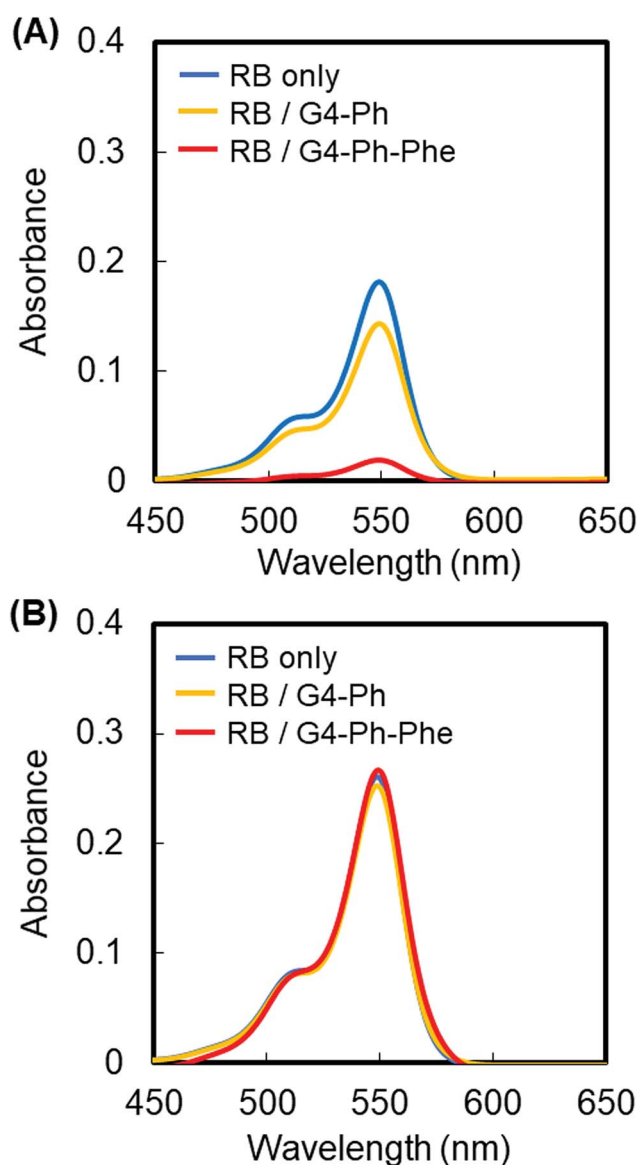 (A)
0.4
0.3
0.2
0.1
0
Absorbance
RB only
RB / G4-Ph
RB / G4-Ph-Phe
450 500 550 600 650
Wavelength (nm)
(B)
0.4
0.3
0.2
0.1
0
Absorbance
RB only
RB / G4-Ph
RB / G4-Ph-Phe
450 500 550 600 650
Wavelength (nm)